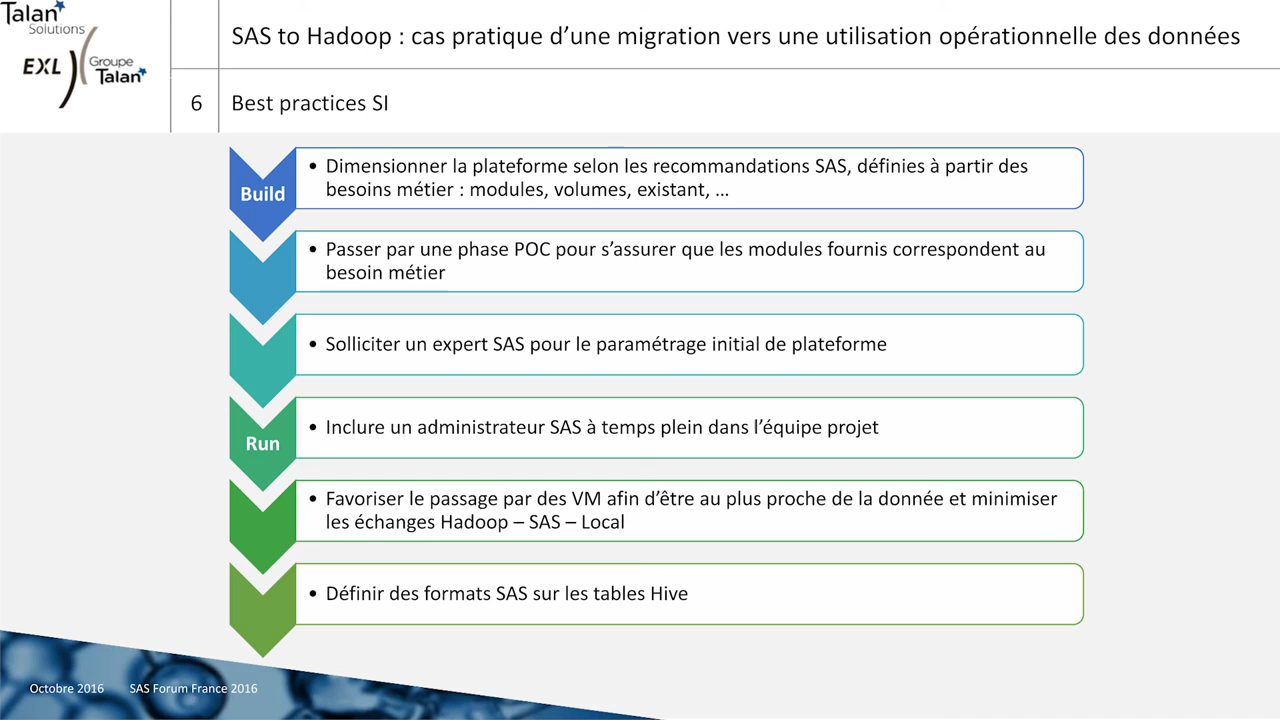 Talan
Solutions
EXL
Groupe
Talan
SAS to Hadoop : cas pratique d’une migration vers une utilisation opérationnelle des données
6
Best practices SI
Build
• Dimensionner la plateforme selon les recommandations SAS, définies à partir des
besoins métier : modules, volumes, existant, …
• Passer par une phase POC pour s’assurer que les modules fournis correspondent au
besoin métier
• Solliciter un expert SAS pour le paramétrage initial de plateforme
Run
• Inclure un administrateur SAS à temps plein dans l’équipe projet
• Favoriser le passage par des VM afin d’être au plus proche de la donnée et minimiser
les échanges Hadoop – SAS – Local
• Définir des formats SAS sur les tables Hive
Octobre 2016 SAS Forum France 2016